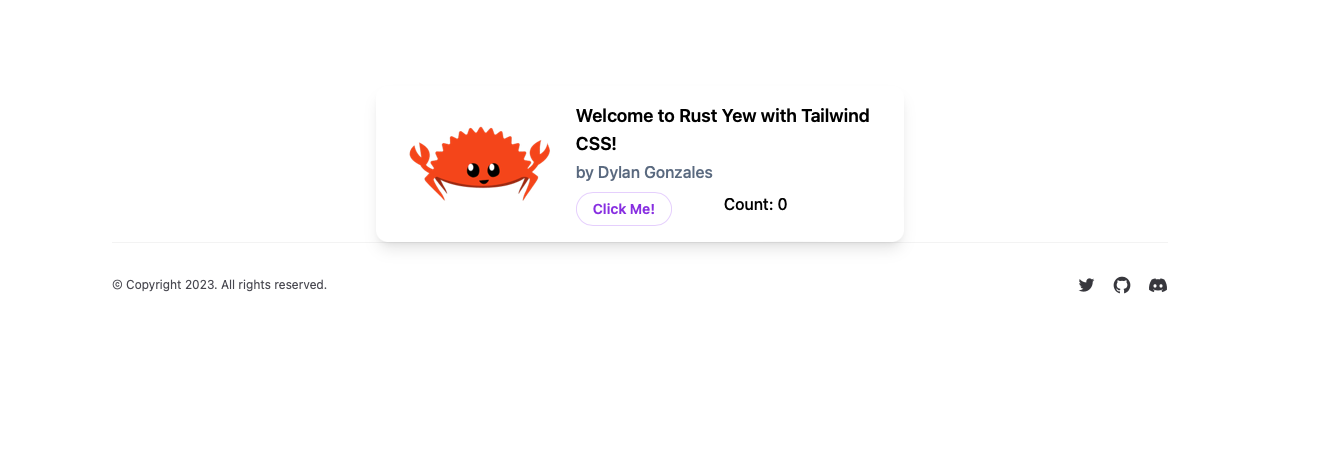 Welcome to Rust Yew with Tailwind
CSS!
by Dylan Gonzales
Click Me!
Count: 0
© Copyright 2023. All rights reserved.